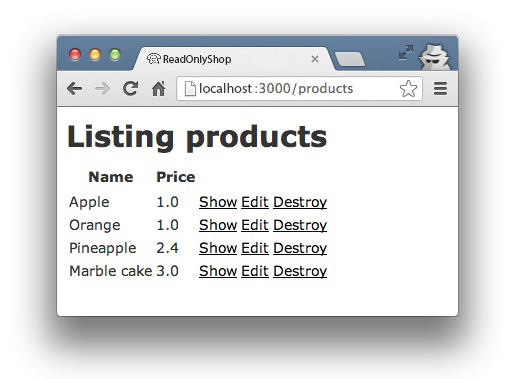 ReadOnlyShop
localhost:3000/products
Listing products
Name Price
Apple 1.0 Show Edit Destroy
Orange 1.0 Show Edit Destroy
Pineapple 2.4 Show Edit Destroy
Marble cake 3.0 Show Edit Destroy